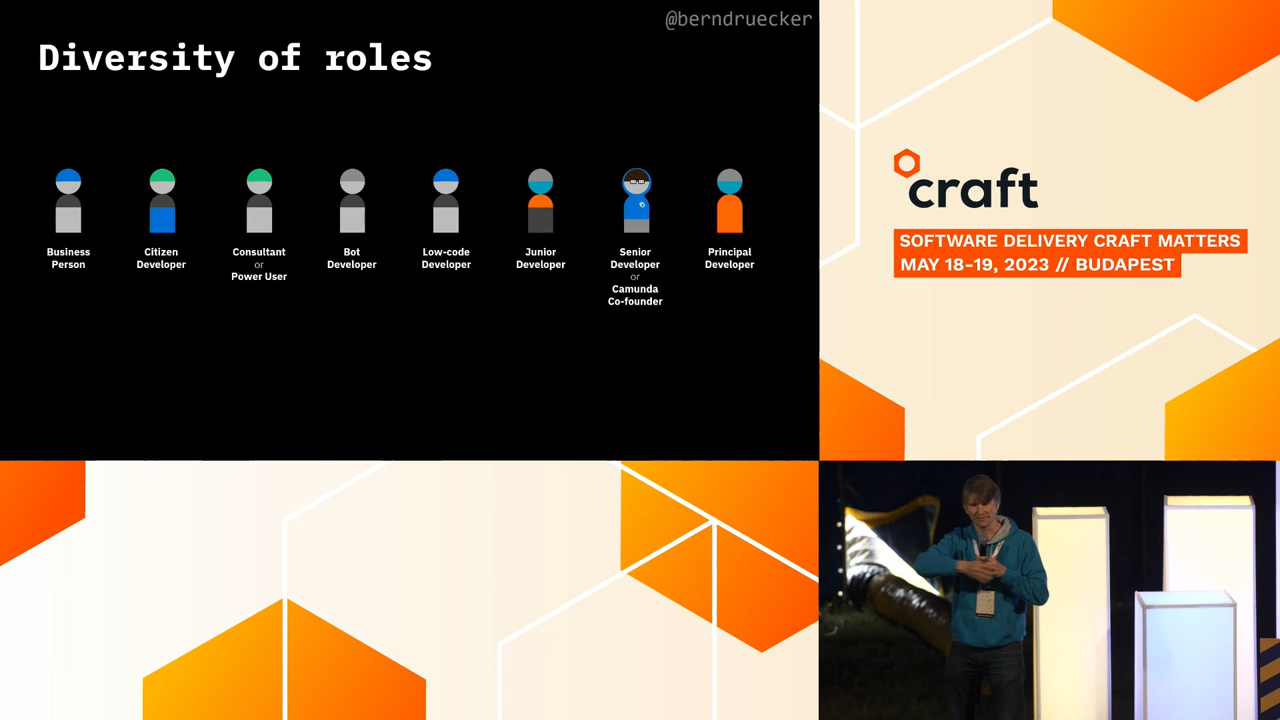 @berndruecker
Diversity of roles
Business
Person
Citizen
Developer
Consultant
or
Power User
Bot
Developer
Low-code
Developer
Junior
Developer
Senior
Developer
or
Camunda
Co-founder
Principal
Developer
craft
SOFTWARE DELIVERY CRAFT MATTERS
MAY 18-19, 2023 // BUDAPEST